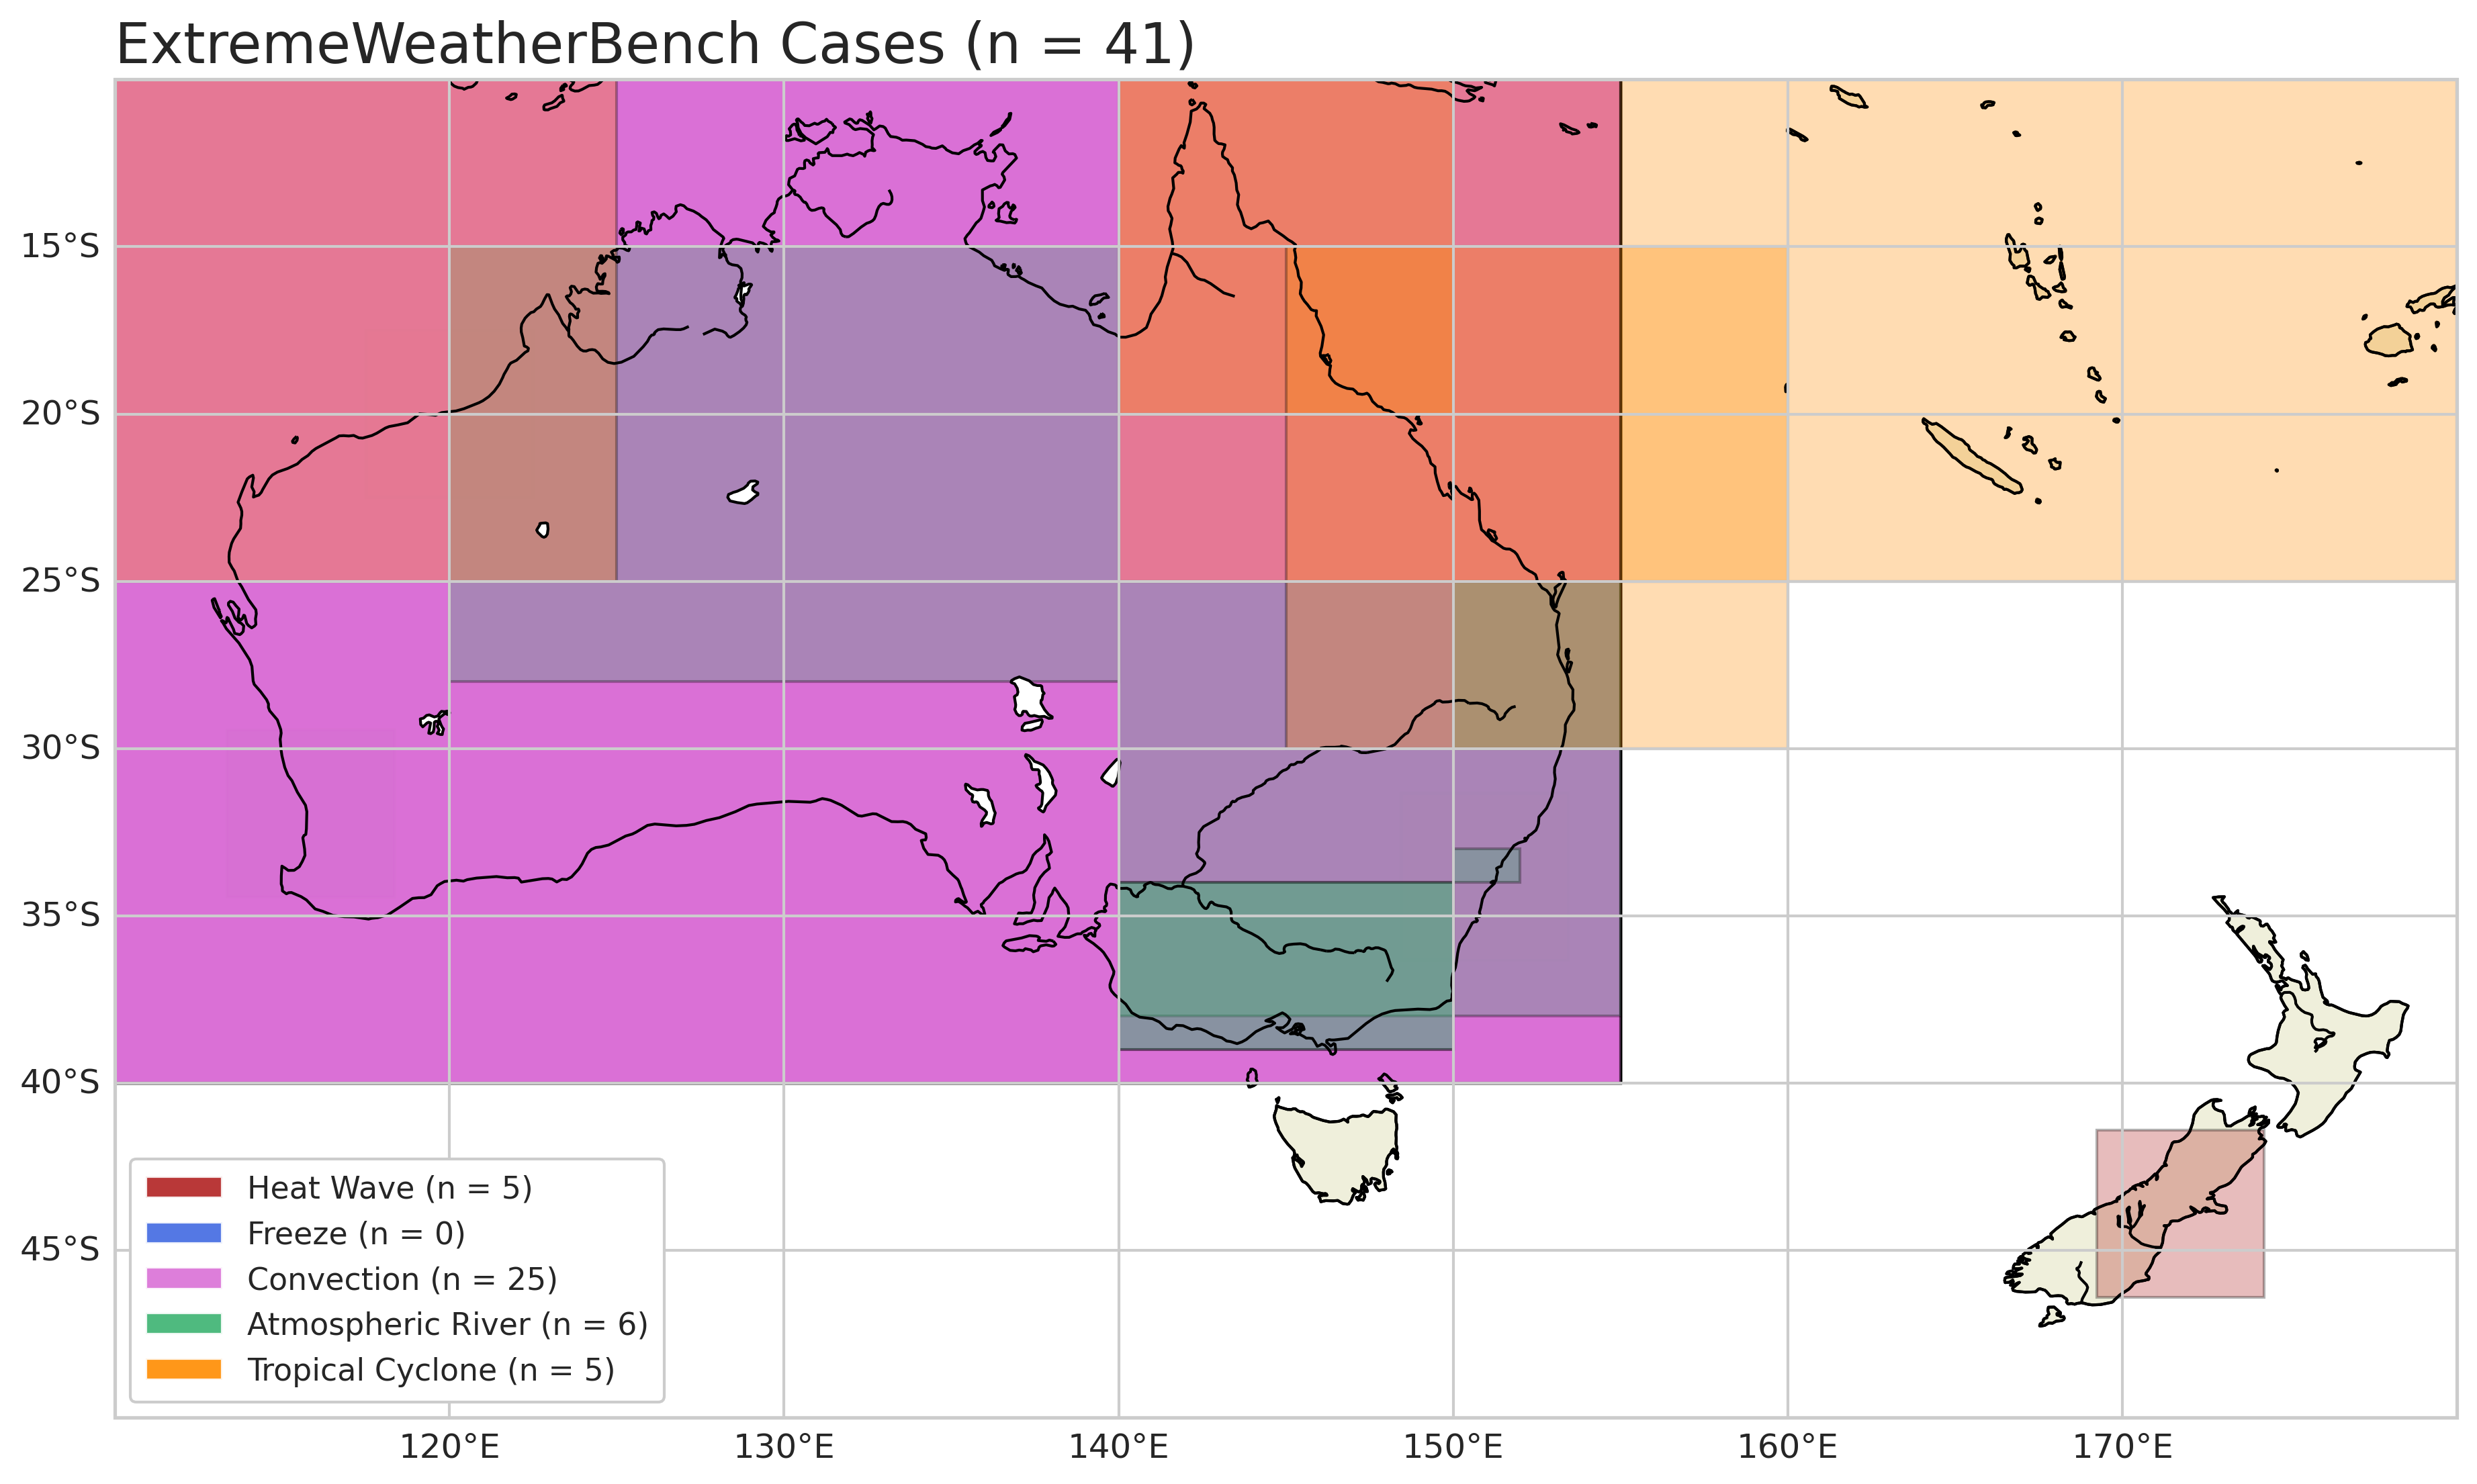 ExtremeWeatherBench Cases (n = 41)
15°S
20°S
25°S
30°S
35°S
40°S
45°S
Heat Wave (n = 5)
Freeze (n = 0)
Convection (n = 25)
Atmospheric River (n = 6)
Tropical Cyclone (n = 5)
120°E
130°E
140°E
150°E
160°E
170°E